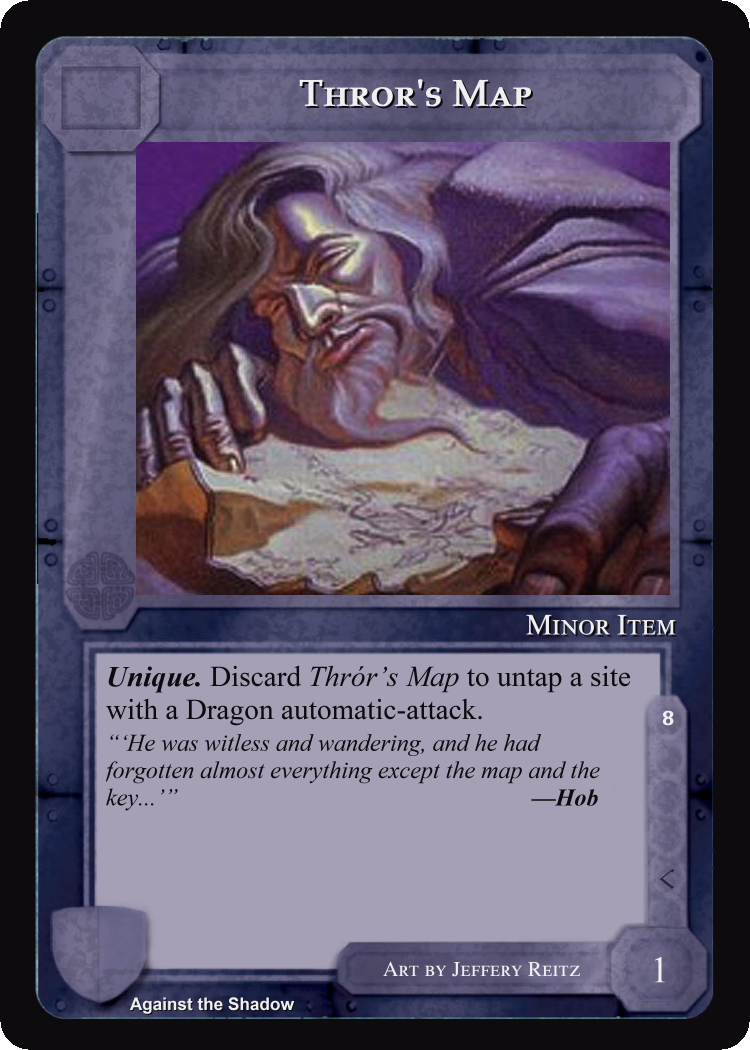 Thror's Map
Minor Item
Unique. Discard Thrór’s Map to untap a site
with a Dragon automatic-attack.
“‘He was witless and wandering, and he had
forgotten almost everything except the map and the
key...’” —Hob
8
Art by Jeffery Reitz
1
Against the Shadow